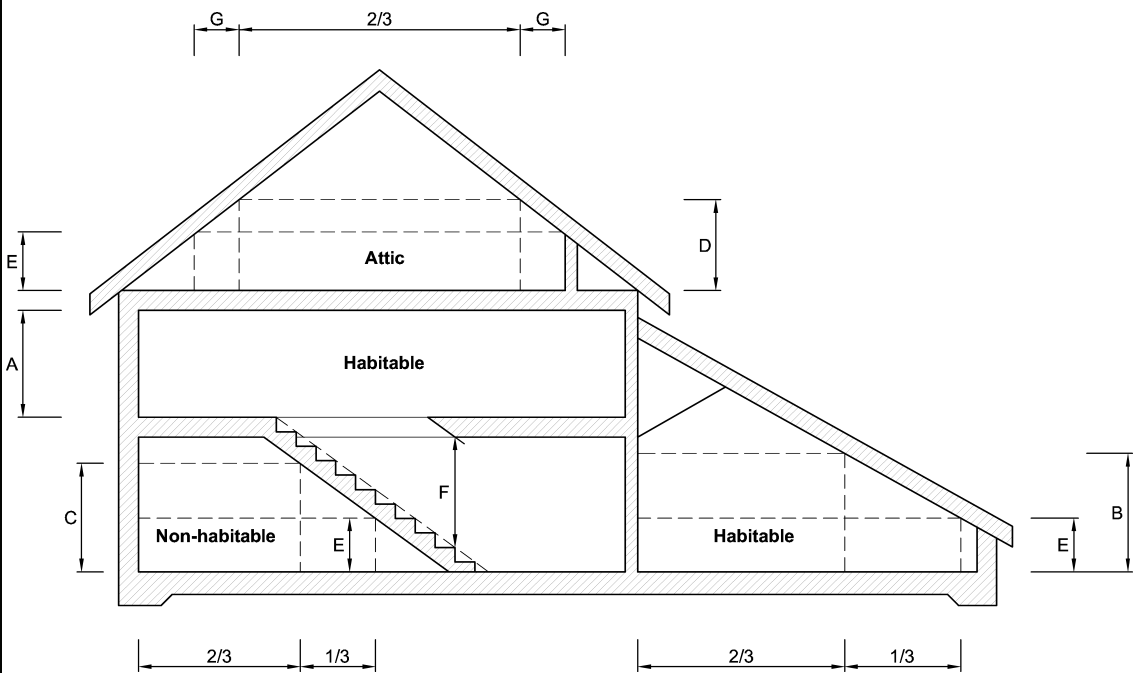 G 2/3 G
E
D
Attic
A
Habitable
C
F
B
Non-habitable
E
Habitable
E
2/3 1/3
2/3 1/3